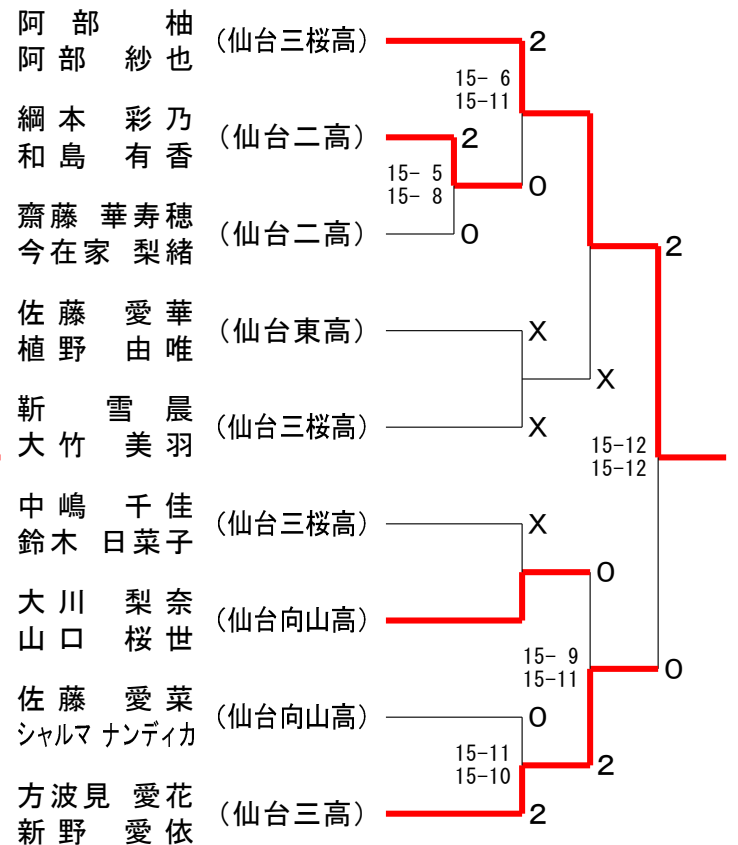 阿部 柚
阿部 紗也
(仙台三桜高)
2
15- 6
15-11
綱本 彩乃
和島 有香
(仙台二高)
2
15- 5
15- 8
0
齋藤 華寿穂
今在家 梨緒
(仙台二高)
0
2
佐藤 愛華
植野 由唯
(仙台東高)
X
X
靳 雪晨
大竹 美羽
(仙台三桜高)
X
15-12
15-12
中嶋 千佳
鈴木 日菜子
(仙台三桜高)
X
0
大川 梨奈
山口 桜世
(仙台向山高)
15- 9
15-11
0
佐藤 愛菜
シャルマ ナンディカ
(仙台向山高)
0
15-11
15-10
2
方波見 愛花
新野 愛依
(仙台三高)
2